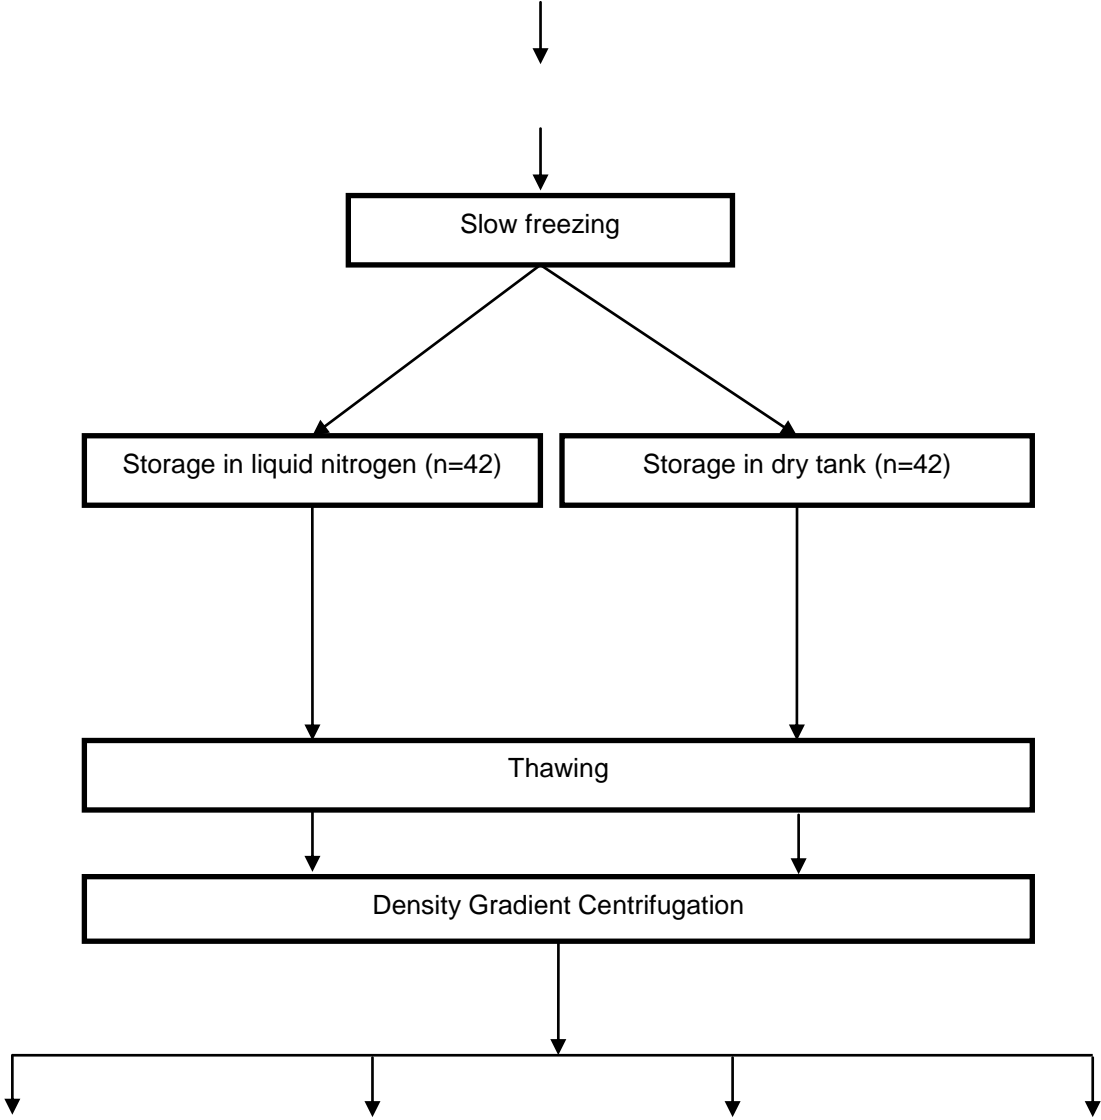 Slow freezing
Storage in liquid nitrogen (n=42)
Storage in dry tank (n=42)
Thawing
Density Gradient Centrifugation